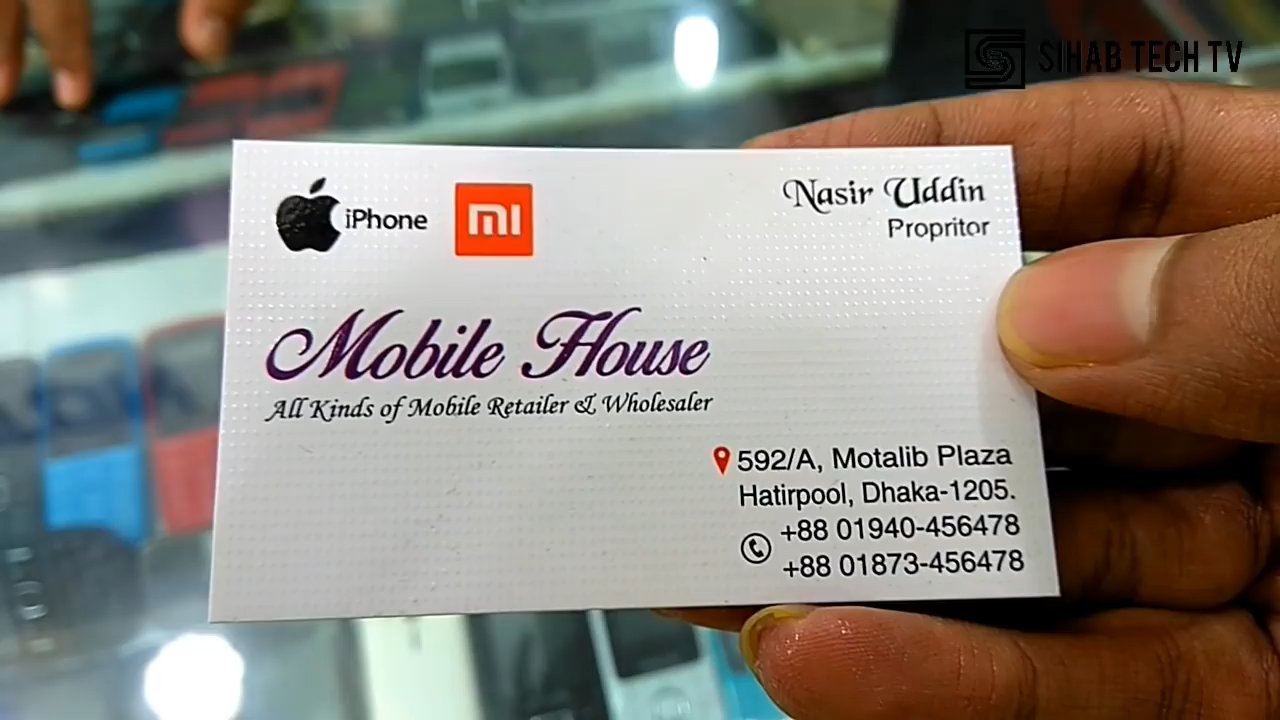 SIHAB TECH TV
iPhone
mi
Nasir Uddin
Propritor
Mobile House
All Kinds of Mobile Retailer & Wholesaler
592/A, Motalib Plaza
Hatirpool, Dhaka-1205.
+88 01940-456478
+88 01873-456478